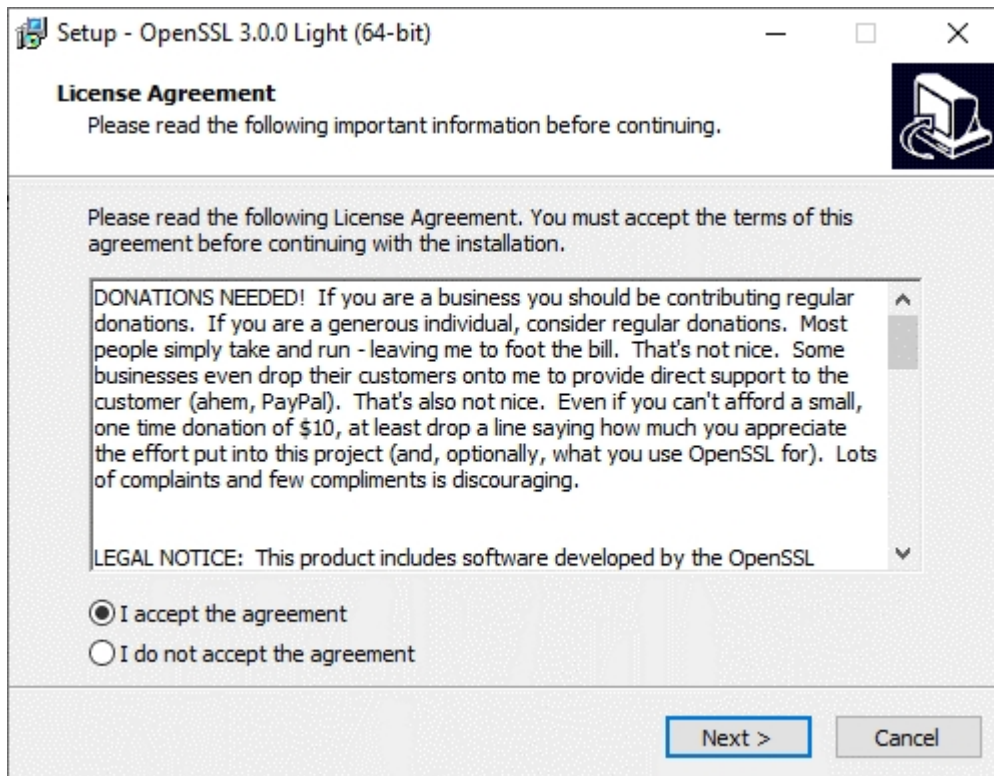 Setup - OpenSSL 3.0.0 Light (64-bit)
License Agreement
Please read the following important information before continuing.
Please read the following License Agreement. You must accept the terms of this
agreement before continuing with the installation.
DONATIONS NEEDED!  If you are a business you should be contributing regular
donations.  If you are a generous individual, consider regular donations.  Most
people simply take and run - leaving me to foot the bill.  That's not nice.  Some
businesses even drop their customers onto me to provide direct support to the
customer (ahem, PayPal).  That's also not nice.  Even if you can't afford a small,
one time donation of $10, at least drop a line saying how much you appreciate
the effort put into this project (and, optionally, what you use OpenSSL for).  Lots
of complaints and few compliments is discouraging.
LEGAL NOTICE:  This product includes software developed by the OpenSSL
I accept the agreement
I do not accept the agreement
Next >
Cancel